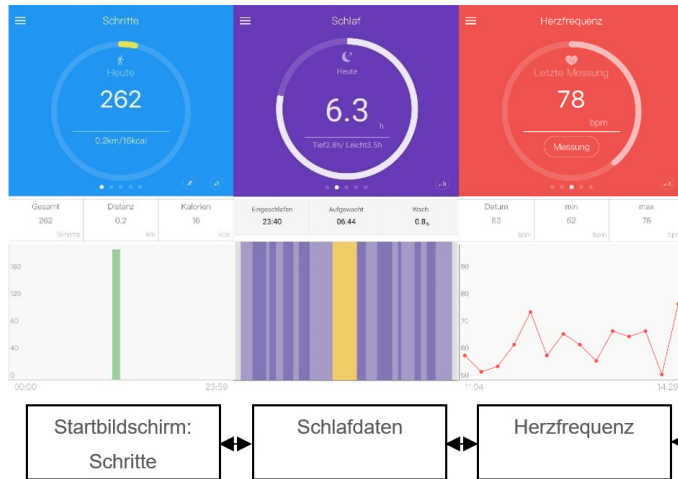 Schritte
Heute
262
0.2km/16kcal
Gesamt
262
Schritte
Distanz
0.2
km
Kalorien
16
kcal
180
120
60
40
0
00:00
23:59
Schlaf
Heute
6.3 h
Tief2.8h/ Leicht3.5h
Eingeschlafen
23:40
Aufgewacht
06:44
Wach
0.8h
Herzfrequenz
Letzte Messung
78
bpm
Messung
Datum
63
bpm
min
52
bpm
max
78
bpm
90
80
70
60
50
11:04
14:29
Startbildschirm:
Schritte
Schlafdaten
Herzfrequenz